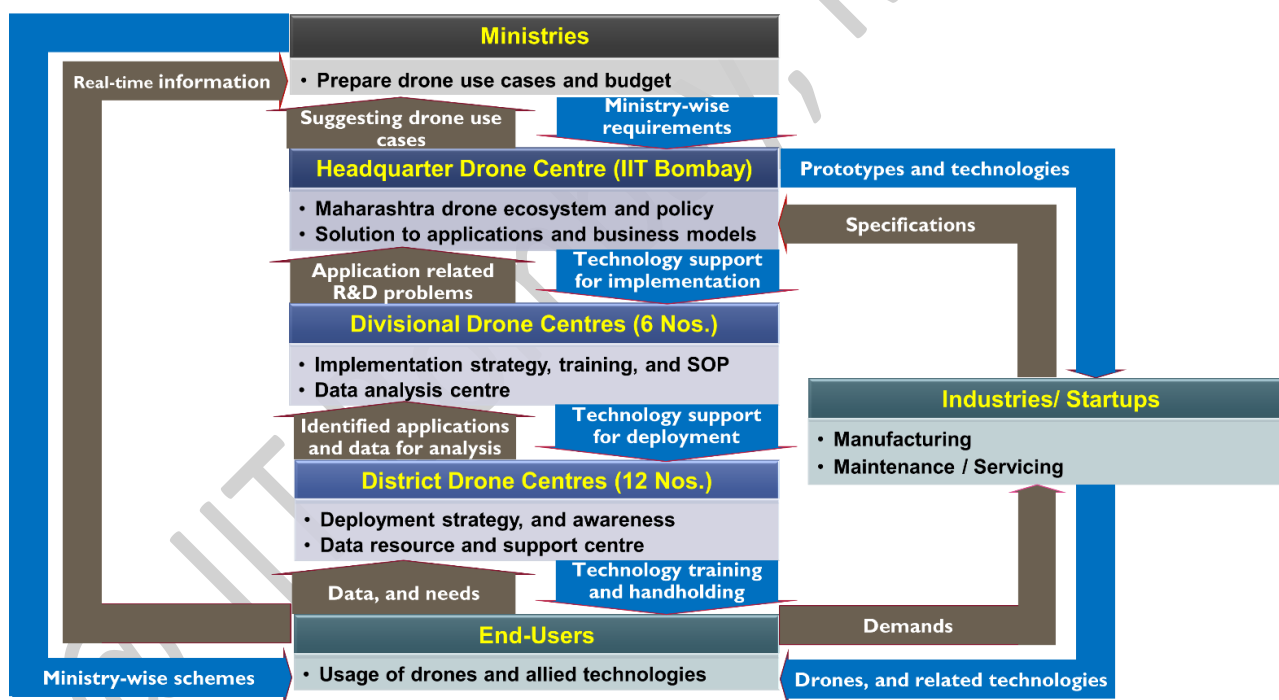 Ministries
Real-time information
• Prepare drone use cases and budget
Suggesting drone use
cases
Ministry-wise
requirements
Headquarter Drone Centre (IIT Bombay)
Prototypes and technologies
• Maharashtra drone ecosystem and policy
• Solution to applications and business models
Specifications
Application related
R&D problems
Technology support
for implementation
Divisional Drone Centres (6 Nos.)
• Implementation strategy, training, and SOP
• Data analysis centre
Industries/ Startups
• Manufacturing
• Maintenance / Servicing
Identified applications
and data for analysis
Technology support
for deployment
District Drone Centres (12 Nos.)
• Deployment strategy, and awareness
• Data resource and support centre
Data, and needs
Technology training
and handholding
End-Users
Demands
• Usage of drones and allied technologies
Ministry-wise schemes
Drones, and related technologies